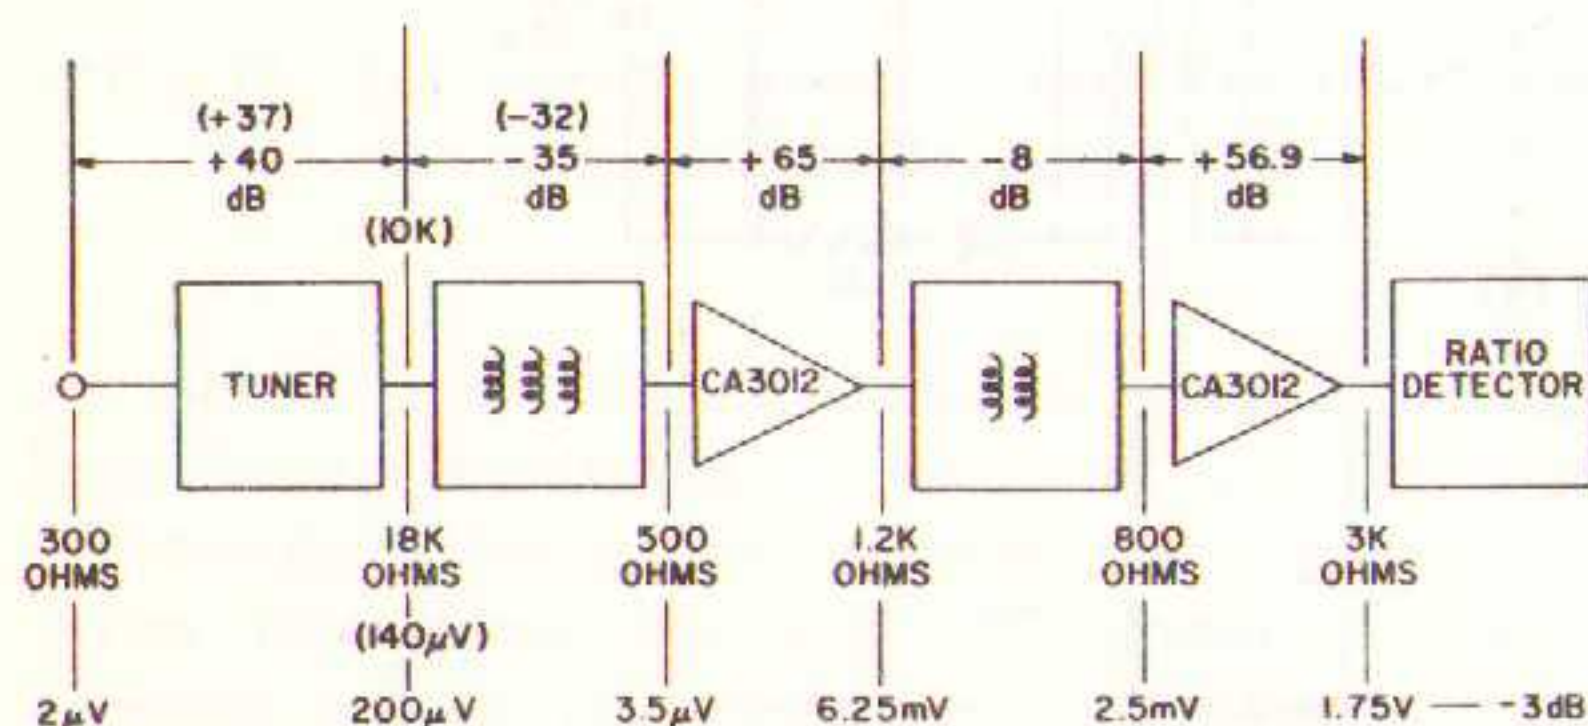 (+37) (-32)
+40 -35 +65 -8 +56.9
dB dB dB dB dB
(10K)
TUNER CA3012 CA3012 RATIO DETECTOR
300 OHMS 18K OHMS 500 OHMS 1.2K OHMS 800 OHMS 3K OHMS
(140μV)
2μV 200μV 3.5μV 6.25mV 2.5mV 1.75V — -3dB